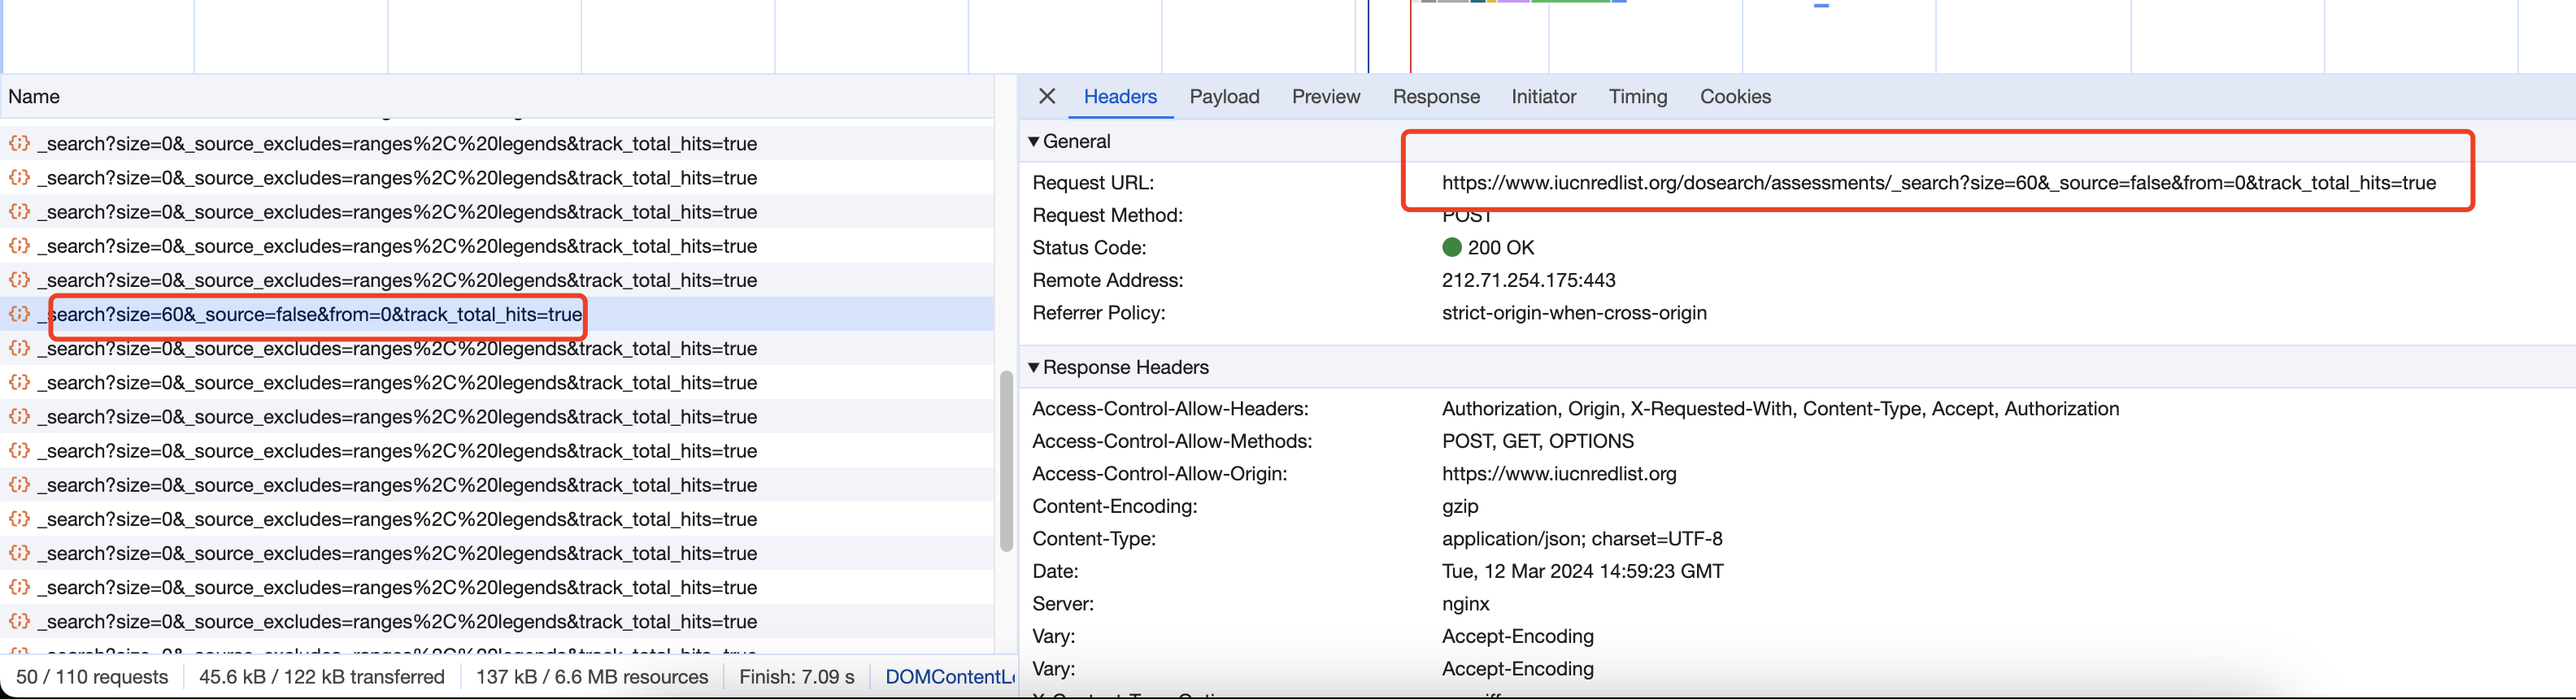 Name
_search?size=0&_source_excludes=ranges%2C%20legends&track_total_hits=true
_search?size=0&_source_excludes=ranges%2C%20legends&track_total_hits=true
_search?size=0&_source_excludes=ranges%2C%20legends&track_total_hits=true
_search?size=0&_source_excludes=ranges%2C%20legends&track_total_hits=true
_search?size=0&_source_excludes=ranges%2C%20legends&track_total_hits=true
_search?size=60&_source=false&from=0&track_total_hits=true
_search?size=0&_source_excludes=ranges%2C%20legends&track_total_hits=true
_search?size=0&_source_excludes=ranges%2C%20legends&track_total_hits=true
_search?size=0&_source_excludes=ranges%2C%20legends&track_total_hits=true
_search?size=0&_source_excludes=ranges%2C%20legends&track_total_hits=true
_search?size=0&_source_excludes=ranges%2C%20legends&track_total_hits=true
_search?size=0&_source_excludes=ranges%2C%20legends&track_total_hits=true
_search?size=0&_source_excludes=ranges%2C%20legends&track_total_hits=true
_search?size=0&_source_excludes=ranges%2C%20legends&track_total_hits=true
_search?size=0&_source_excludes=ranges%2C%20legends&track_total_hits=true
50 / 110 requests 45.6 kB / 122 kB transferred 137 kB / 6.6 MB resources Finish: 7.09 s DOMContentLo
Headers Payload Preview Response Initiator Timing Cookies
General
Request URL: https://www.iucnredlist.org/dosearch/assessments/_search?size=60&_source=false&from=0&track_total_hits=true
Request Method: POST
Status Code: 200 OK
Remote Address: 212.71.254.175:443
Referrer Policy: strict-origin-when-cross-origin
Response Headers
Access-Control-Allow-Headers: Authorization, Origin, X-Requested-With, Content-Type, Accept, Authorization
Access-Control-Allow-Methods: POST, GET, OPTIONS
Access-Control-Allow-Origin: https://www.iucnredlist.org
Content-Encoding: gzip
Content-Type: application/json; charset=UTF-8
Date: Tue, 12 Mar 2024 14:59:23 GMT
Server: nginx
Vary: Accept-Encoding
Vary: Accept-Encoding